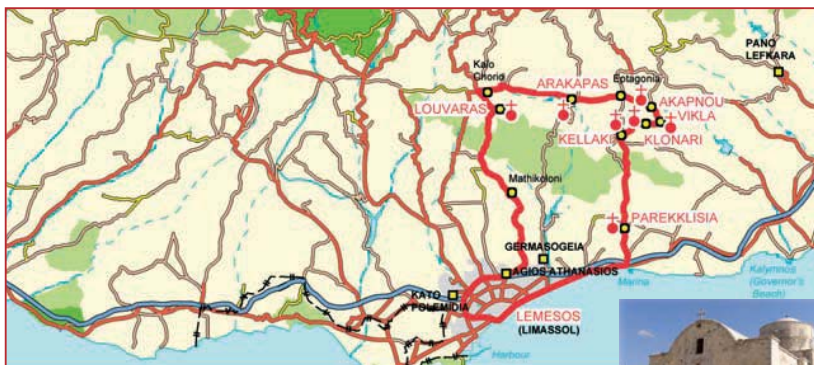 PANO
LEFKARA
Kalo
Chorio
ARAKAPAS
Eptagonia
AKAPNOU
VIKLA
LOUVARAS
KELLAKI
KLONARI
Mathikoloni
PAREKKLISIA
GERMASOGEIA
AGIOS ATHANASIOS
KATO
POLEMIDIA
Marina
Kalymnos
(Governor's
Beach)
LEMESOS
(LIMASSOL)
Harbour